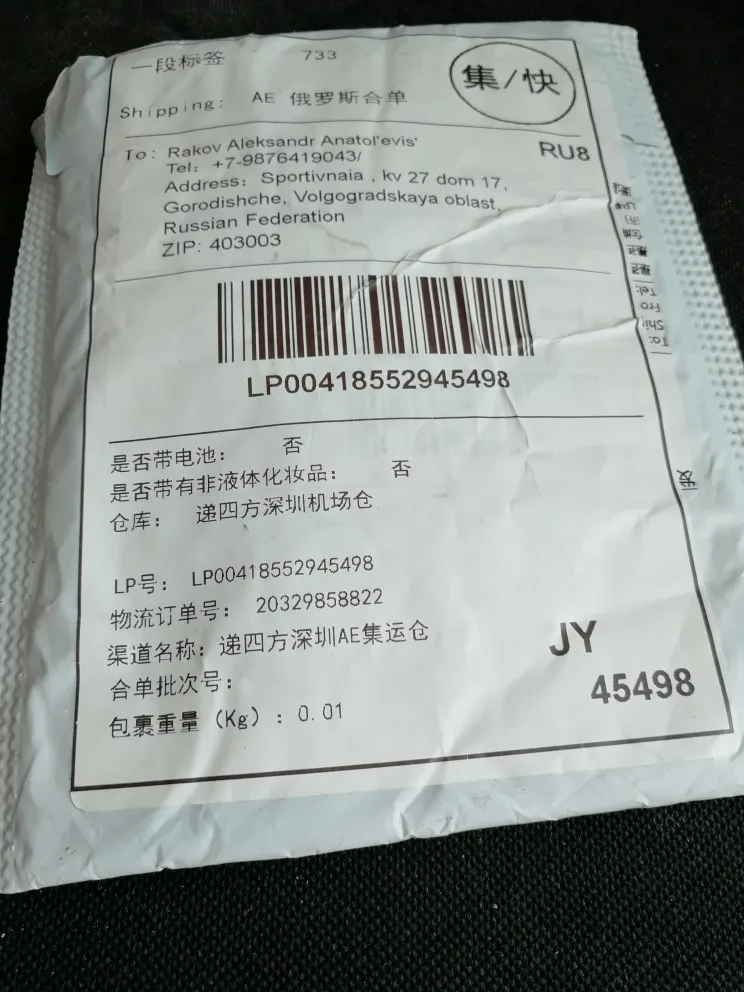 一段标签 733
集/快
Shipping: AE 俄罗斯合单
To: Rakov Aleksandr Anatol'evis'
RU8
Tel: +7-9876419043/
Address: Sportivnaia , kv 27 dom 17,
Gorodishche, Volgogradskaya oblast,
Russian Federation
ZIP: 403003
LP00418552945498
是否带电池: 否
是否带有非液体化妆品: 否
仓库: 递四方深圳机场仓
LP号: LP00418552945498
物流订单号: 20329858822
渠道名称: 递四方深圳AE集运仓
JY
合单批次号:
45498
包裹重量 (Kg) : 0.01
To:
Shi
Fro
Tel: